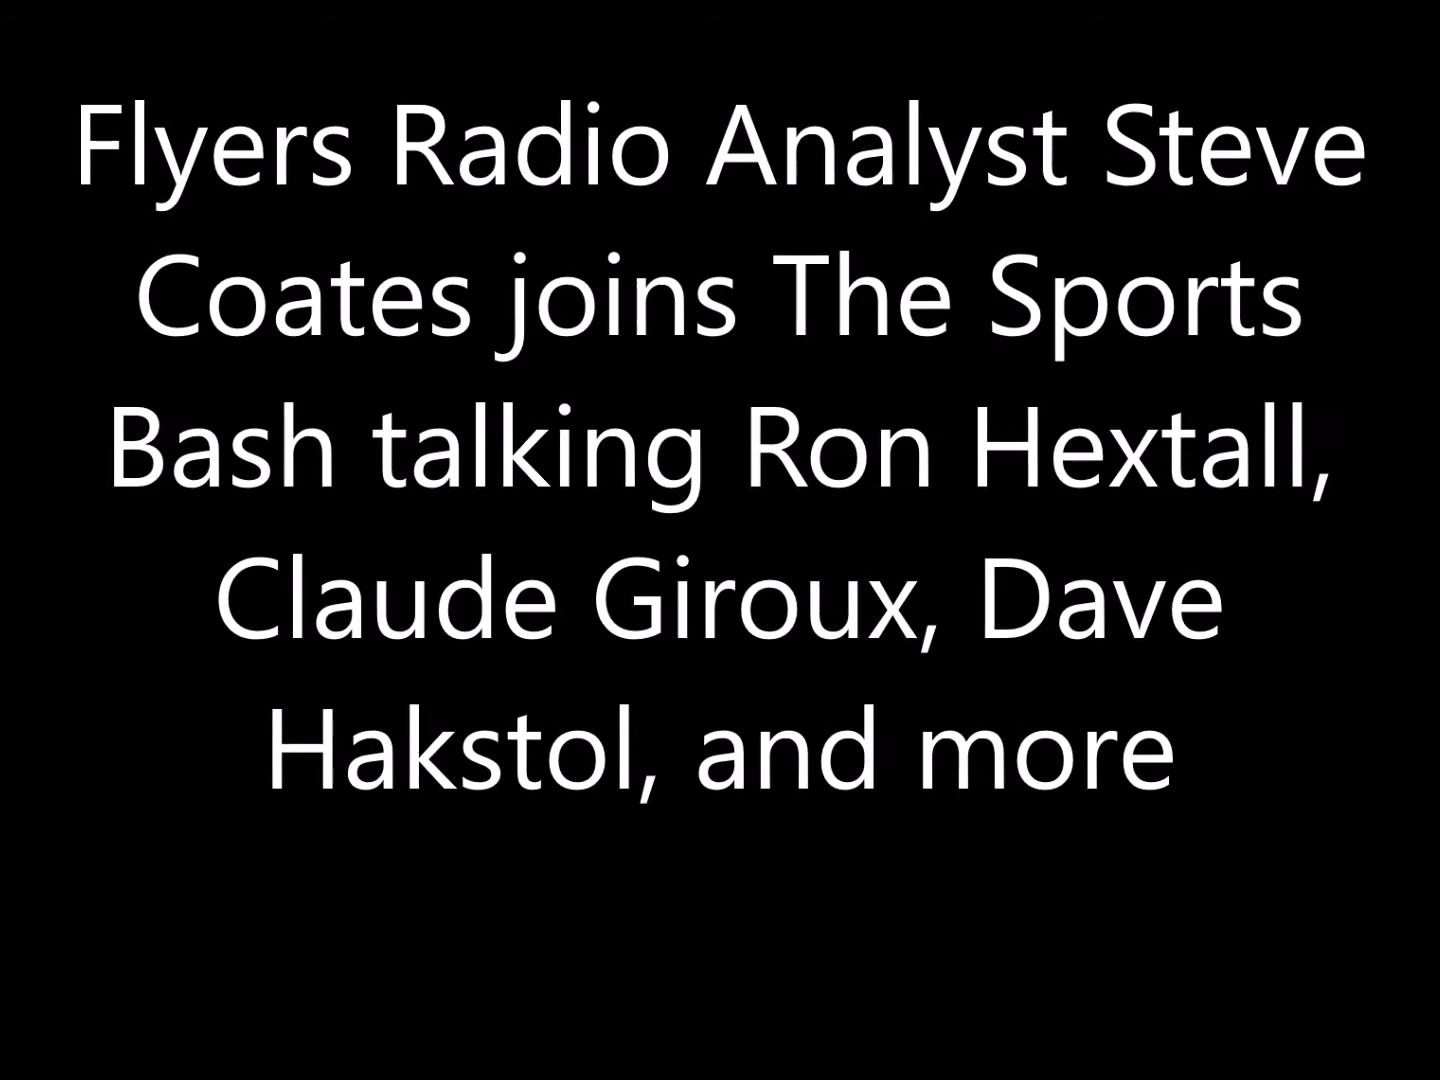 Flyers Radio Analyst Steve
Coates joins The Sports
Bash talking Ron Hextall,
Claude Giroux, Dave
Hakstol, and more